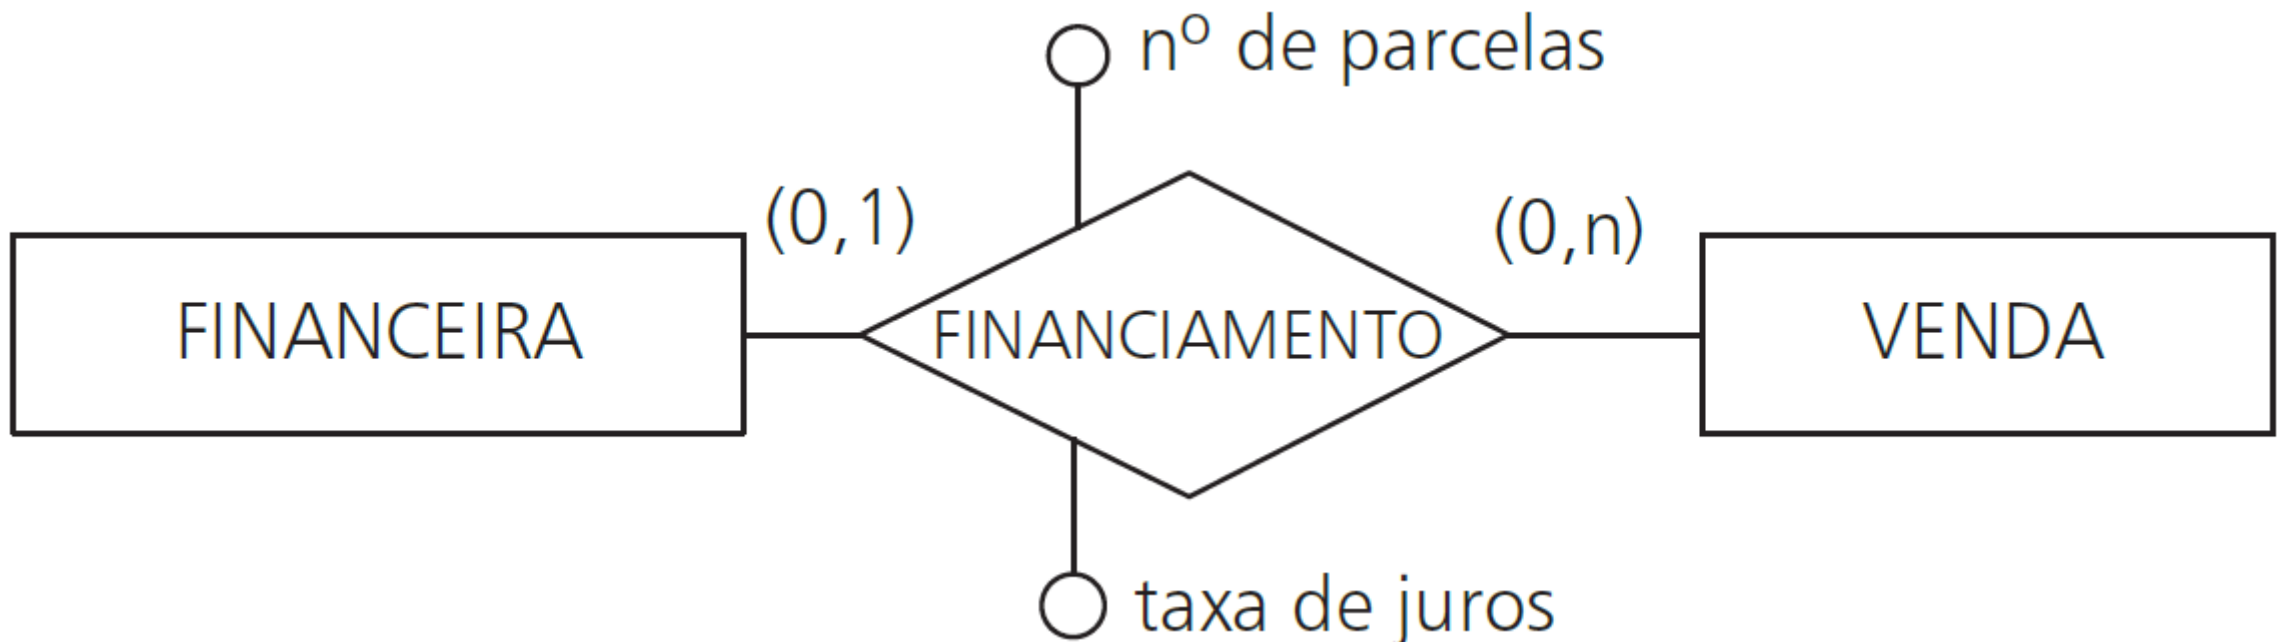 nº de parcelas
(0,1)
(0,n)
FINANCEIRA
FINANCIAMENTO
VENDA
taxa de juros